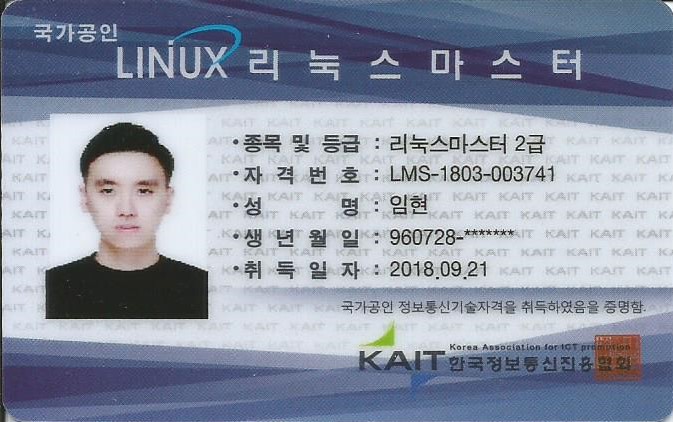 국가공인
LINUX 리눅스마스터
·종목 및 등급 : 리눅스마스터 2급
·자격번호 : LMS-1803-003741
·성 명 : 임현
·생년월일 : 960728-*******
·취득일자 : 2018.09.21
국가공인 정보통신기술자격을 취득하였음을 증명함.
Korea Association for ICT promotion
KAIT 한국정보통신진흥협회